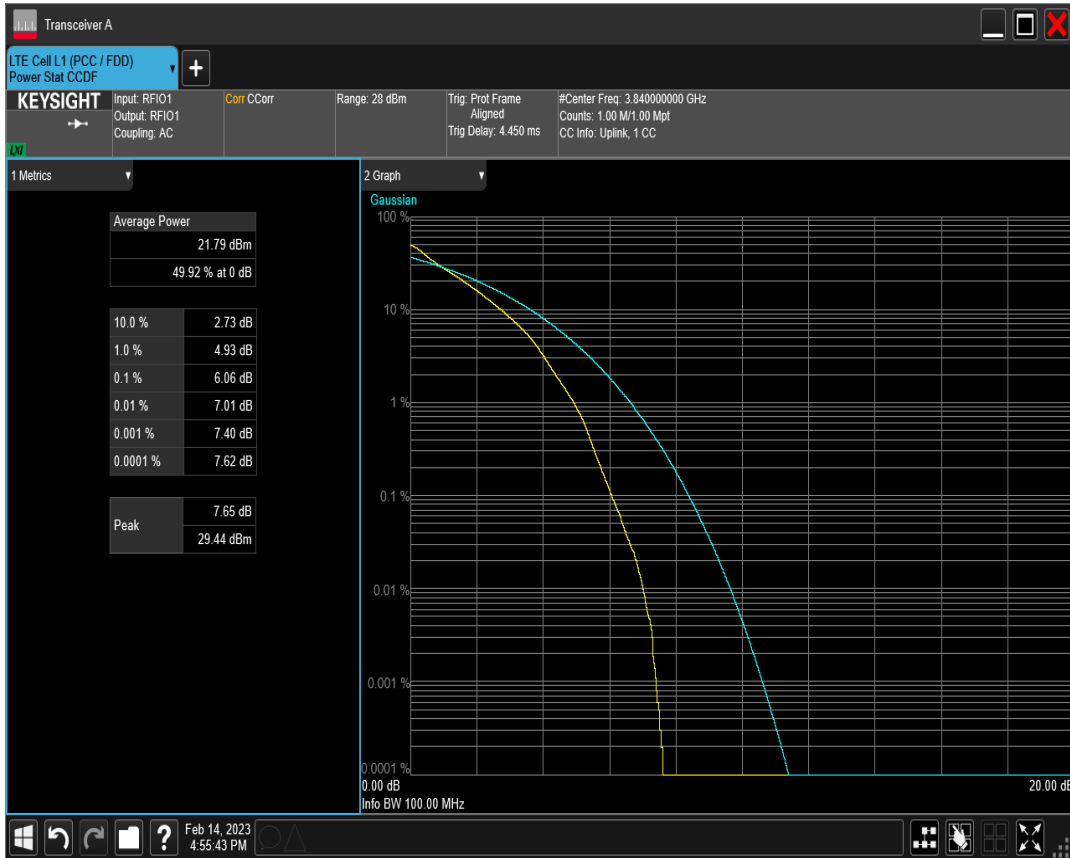 Transceiver A
LTE Cell L1 (PCC / FDD)
Power Stat CCDF
+
KEYSIGHT
LXI
Input: RFIO1
Output: RFIO1
Coupling: AC
Corr CCorr
Range: 28 dBm
Trig: Prot Frame
Aligned
Trig Delay: 4.450 ms
#Center Freq: 3.840000000 GHz
Counts: 1.00 M/1.00 Mpt
CC Info: Uplink, 1 CC
1 Metrics
Average Power
21.79 dBm
49.92 % at 0 dB
10.0 % 2.73 dB
1.0 % 4.93 dB
0.1 % 6.06 dB
0.01 % 7.01 dB
0.001 % 7.40 dB
0.0001 % 7.62 dB
Peak
7.65 dB
29.44 dBm
2 Graph
Gaussian
100 %
10 %
1 %
0.1 %
0.01 %
0.001 %
0.0001 %
0.00 dB 20.00 dB
Info BW 100.00 MHz
?
Feb 14, 2023
4:55:43 PM